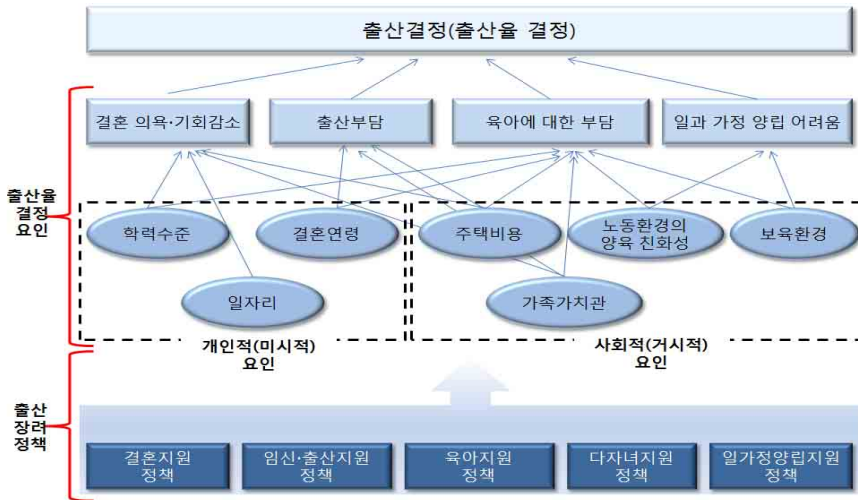 출산결정(출산율 결정)
결혼 의욕·기회감소
출산부담
육아에 대한 부담
일과 가정 양립 어려움
출산율
결정
요인
학력수준
결혼연령
주택비용
노동환경의
양육 친화성
보육환경
일자리
가족가치관
개인적(미시적)
요인
사회적(거시적)
요인
출산
장려
정책
결혼지원
정책
임신·출산지원
정책
육아지원
정책
다자녀지원
정책
일가정양립지원
정책